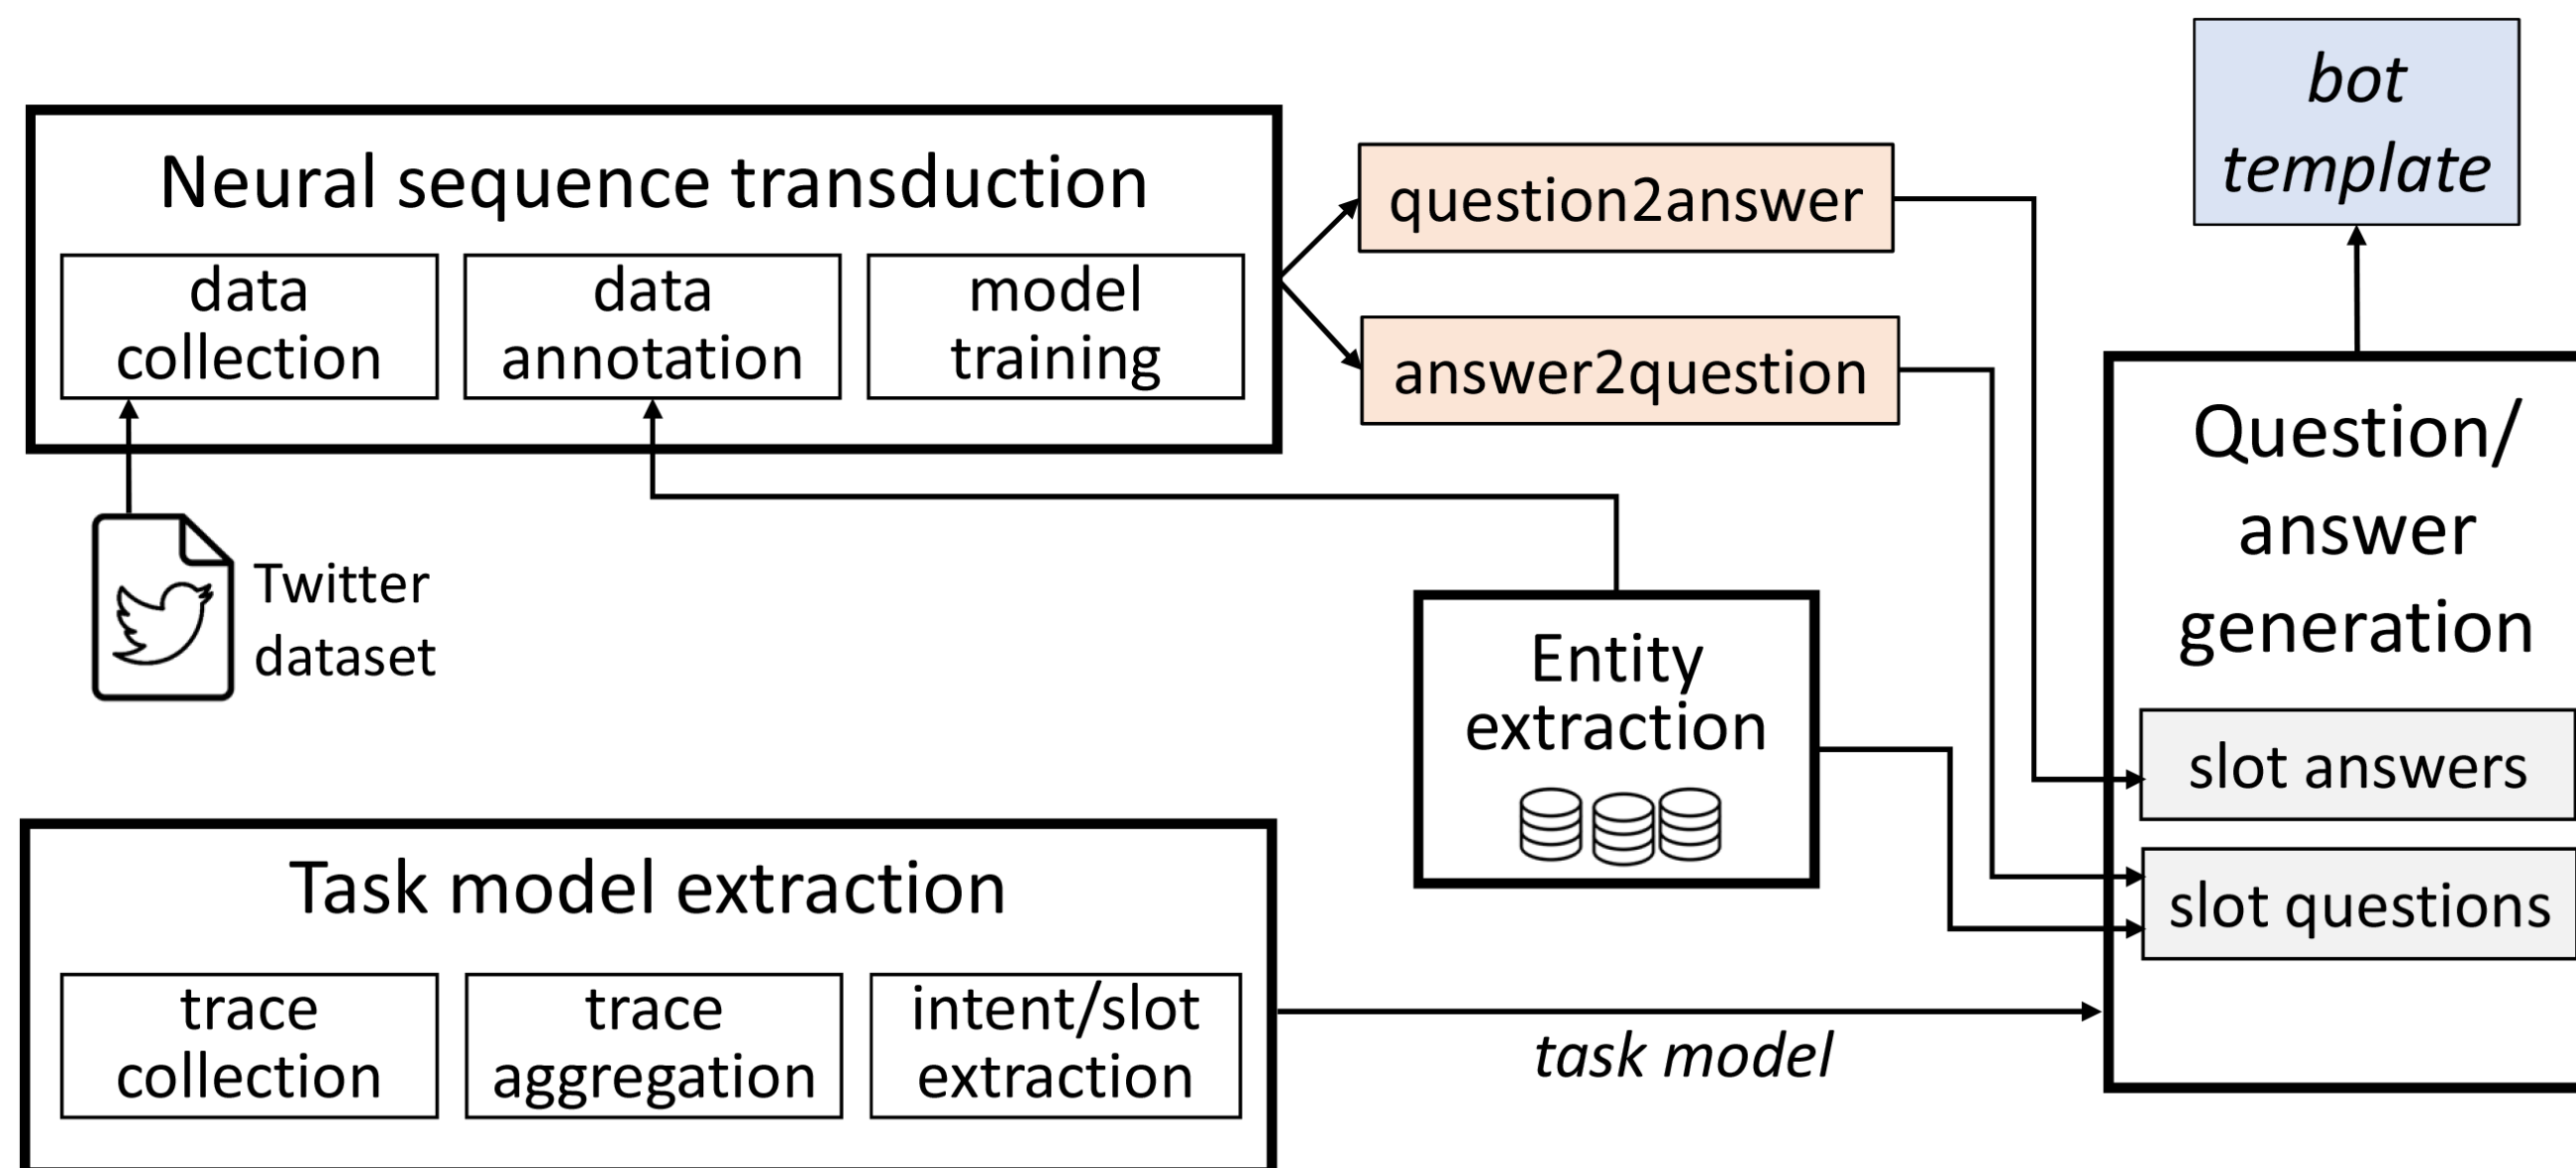 bot
template
Neural sequence transduction
data
collection
data
annotation
model
training
question2answer
answer2question
Twitter
dataset
Entity
extraction
Question/
answer
generation
slot answers
slot questions
Task model extraction
trace
collection
trace
aggregation
intent/slot
extraction
task model